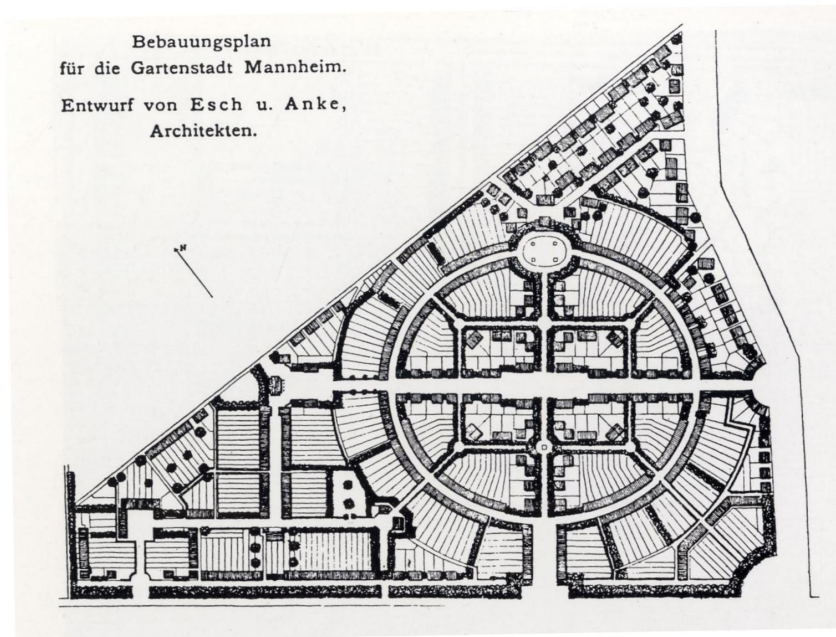 Bebauungsplan
für die Gartenstadt Mannheim.
Entwurf von Esch u. Anke,
Architekten.
N